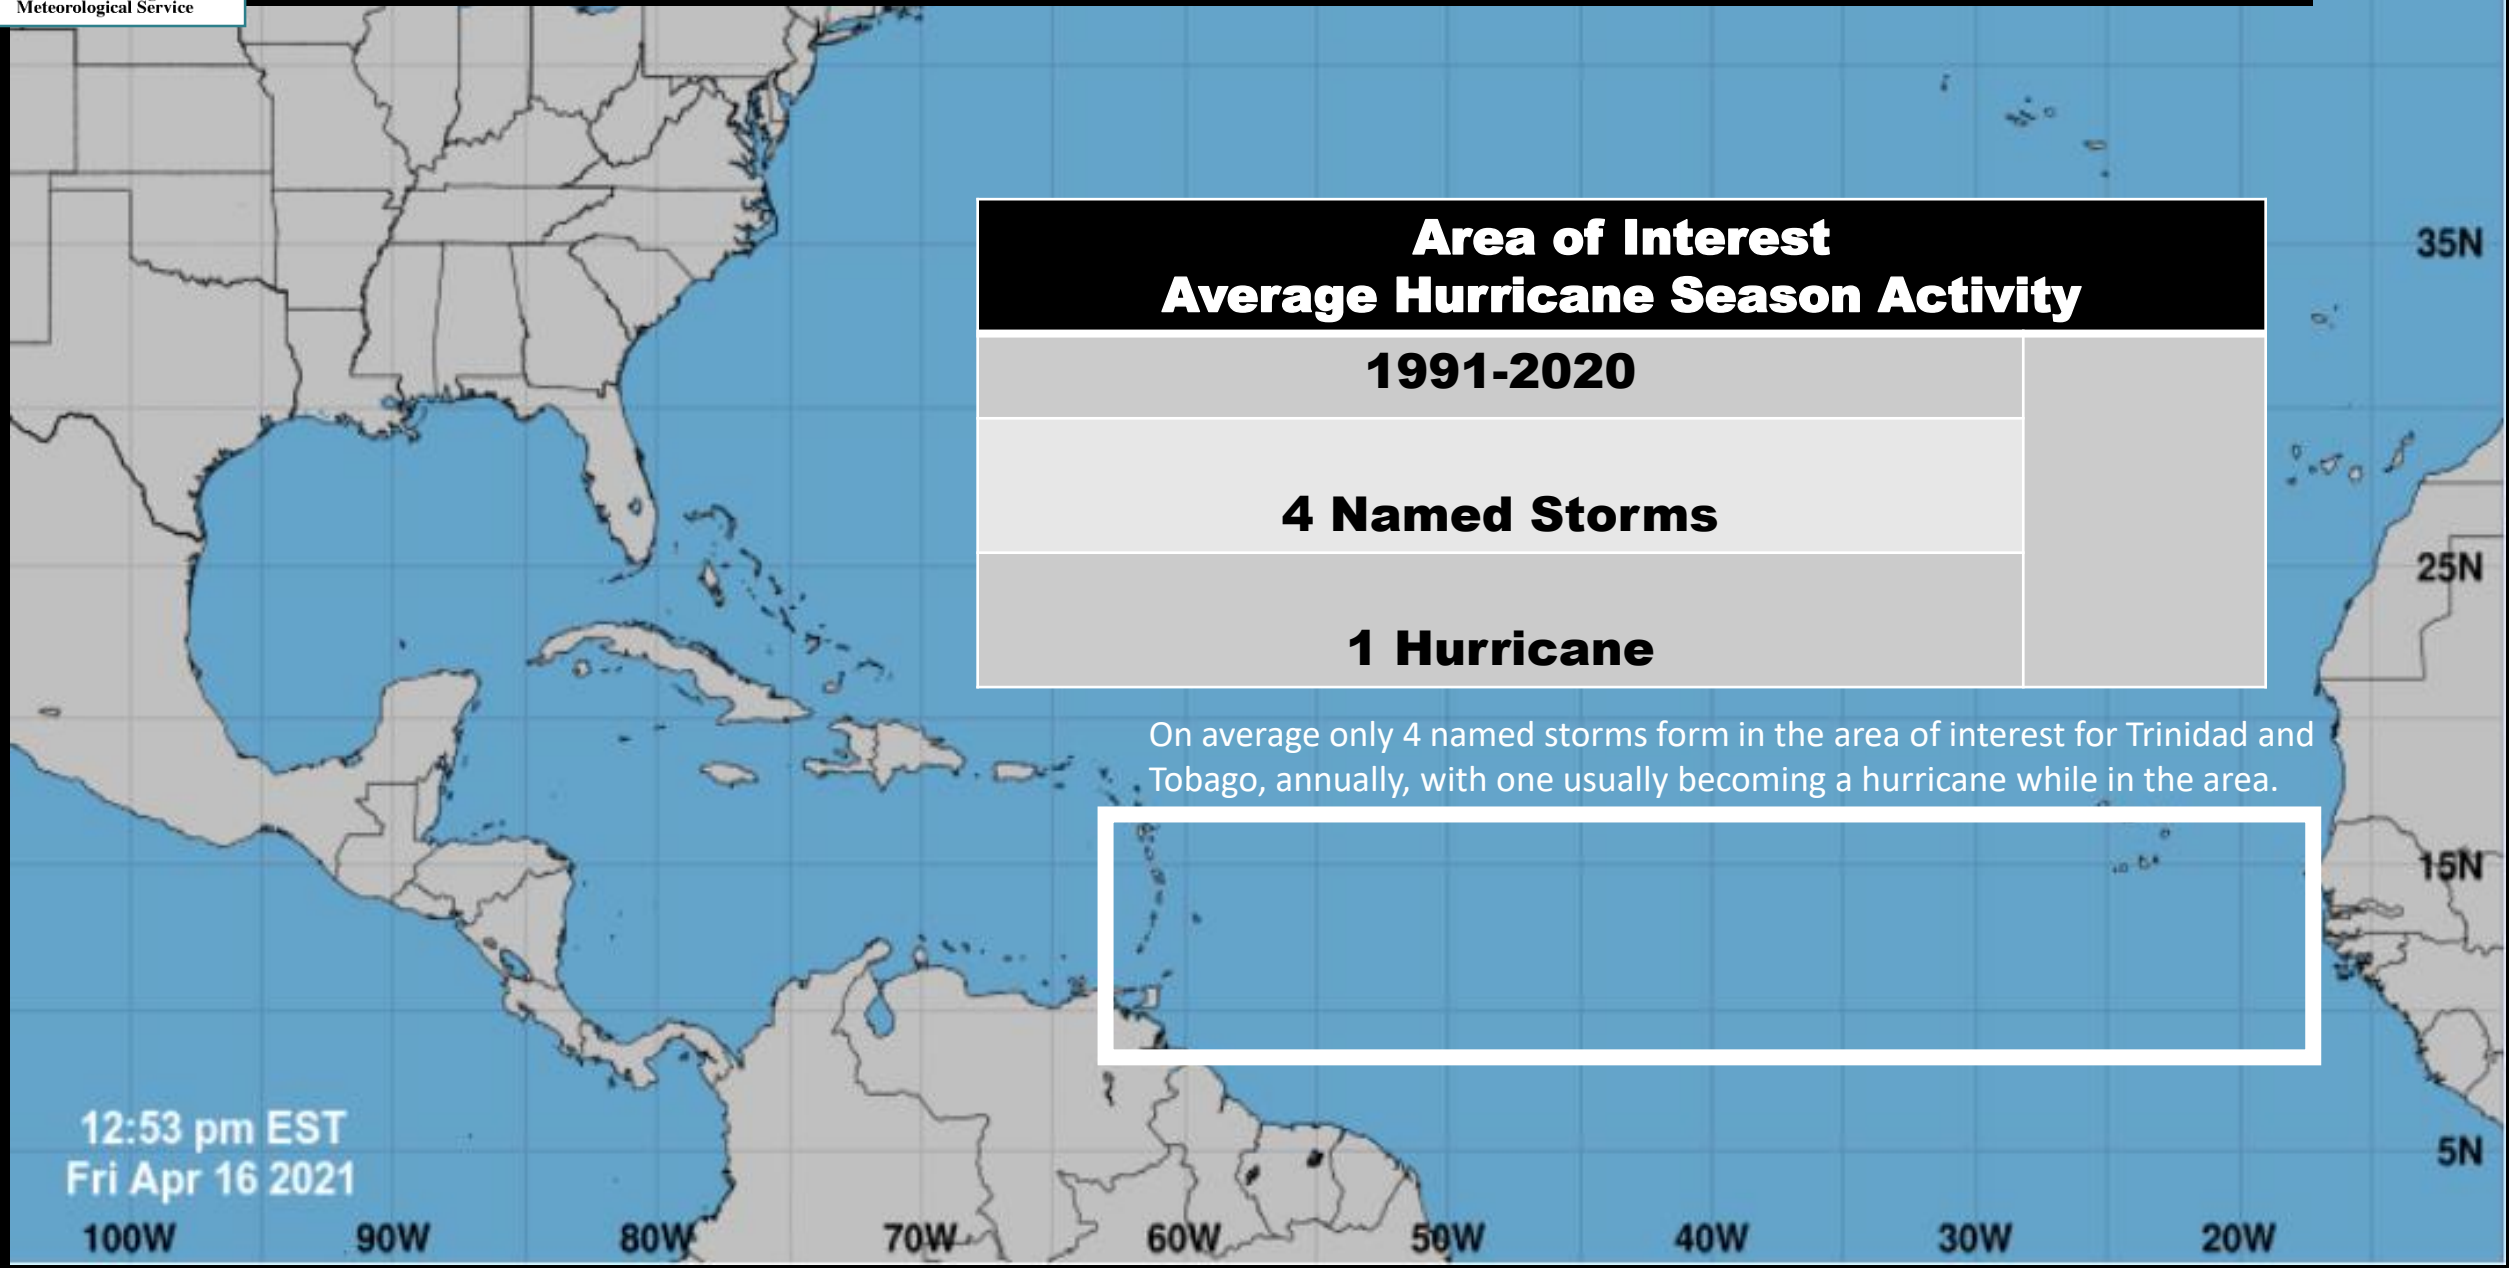 Meteorological Service
Area of Interest
Average Hurricane Season Activity
1991-2020
4 Named Storms
1 Hurricane
On average only 4 named storms form in the area of interest for Trinidad and
Tobago, annually, with one usually becoming a hurricane while in the area.
35N
25N
15N
5N
12:53 pm EST
Fri Apr 16 2021
100W 90W 80W 70W 60W 50W 40W 30W 20W